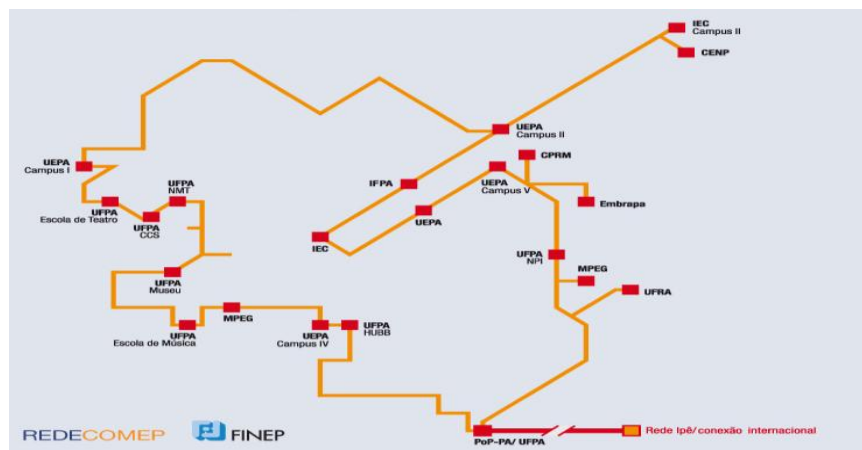 IEC
Campus II
CENP
UEPA
Campus II
CPRM
UEPA
Campus I
UFPA
NMT
IFPA
UEPA
Campus V
UFPA
Escola de Teatro
UFPA
CCS
UEPA
Embrapa
IEC
UFPA
NPI
UFPA
Museu
MPEG
UFRA
MPEG
UFPA
Escola de Música
UEPA
Campus IV
UFPA
HUBB
REDECOMEP
FINEP
PoP-PA/ UFPA
Rede Ipê/conexão internacional